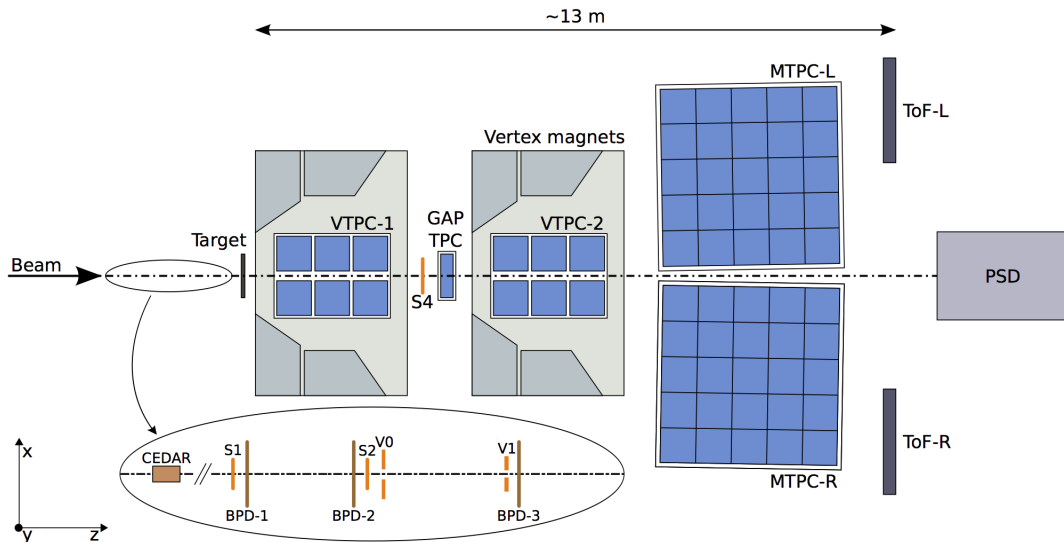 ~13 m
MTPC-L
ToF-L
Vertex magnets
VTPC-1
GAP
TPC
VTPC-2
Target
Beam
S4
PSD
ToF-R
MTPC-R
x
y
z
CEDAR
S1
BPD-1
BPD-2
S2
V0
V1
BPD-3